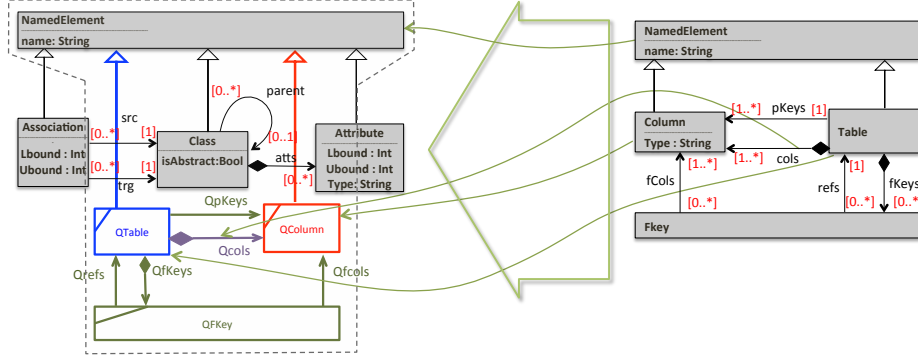 NamedElement
name: String
[0..*]
parent
src
Association
[0..*]
[1]
Class
[0..1]
Attribute
Lbound : Int
isAbstract:Bool
atts
Lbound : Int
Ubound : Int
[0..*]
[1]
Ubound : Int
trg
[0..*]
Type: String
QpKeys
QTable
QColumn
Qcols
Qrefs
QfKeys
Qfcols
QFKey
NamedElement
name: String
[1..*]
pKeys
[1]
Column
Table
Type : String
[1..*]
cols
[1..*]
[1]
fCols
refs
fKeys
[0..*]
[0..*]
[0..*]
Fkey